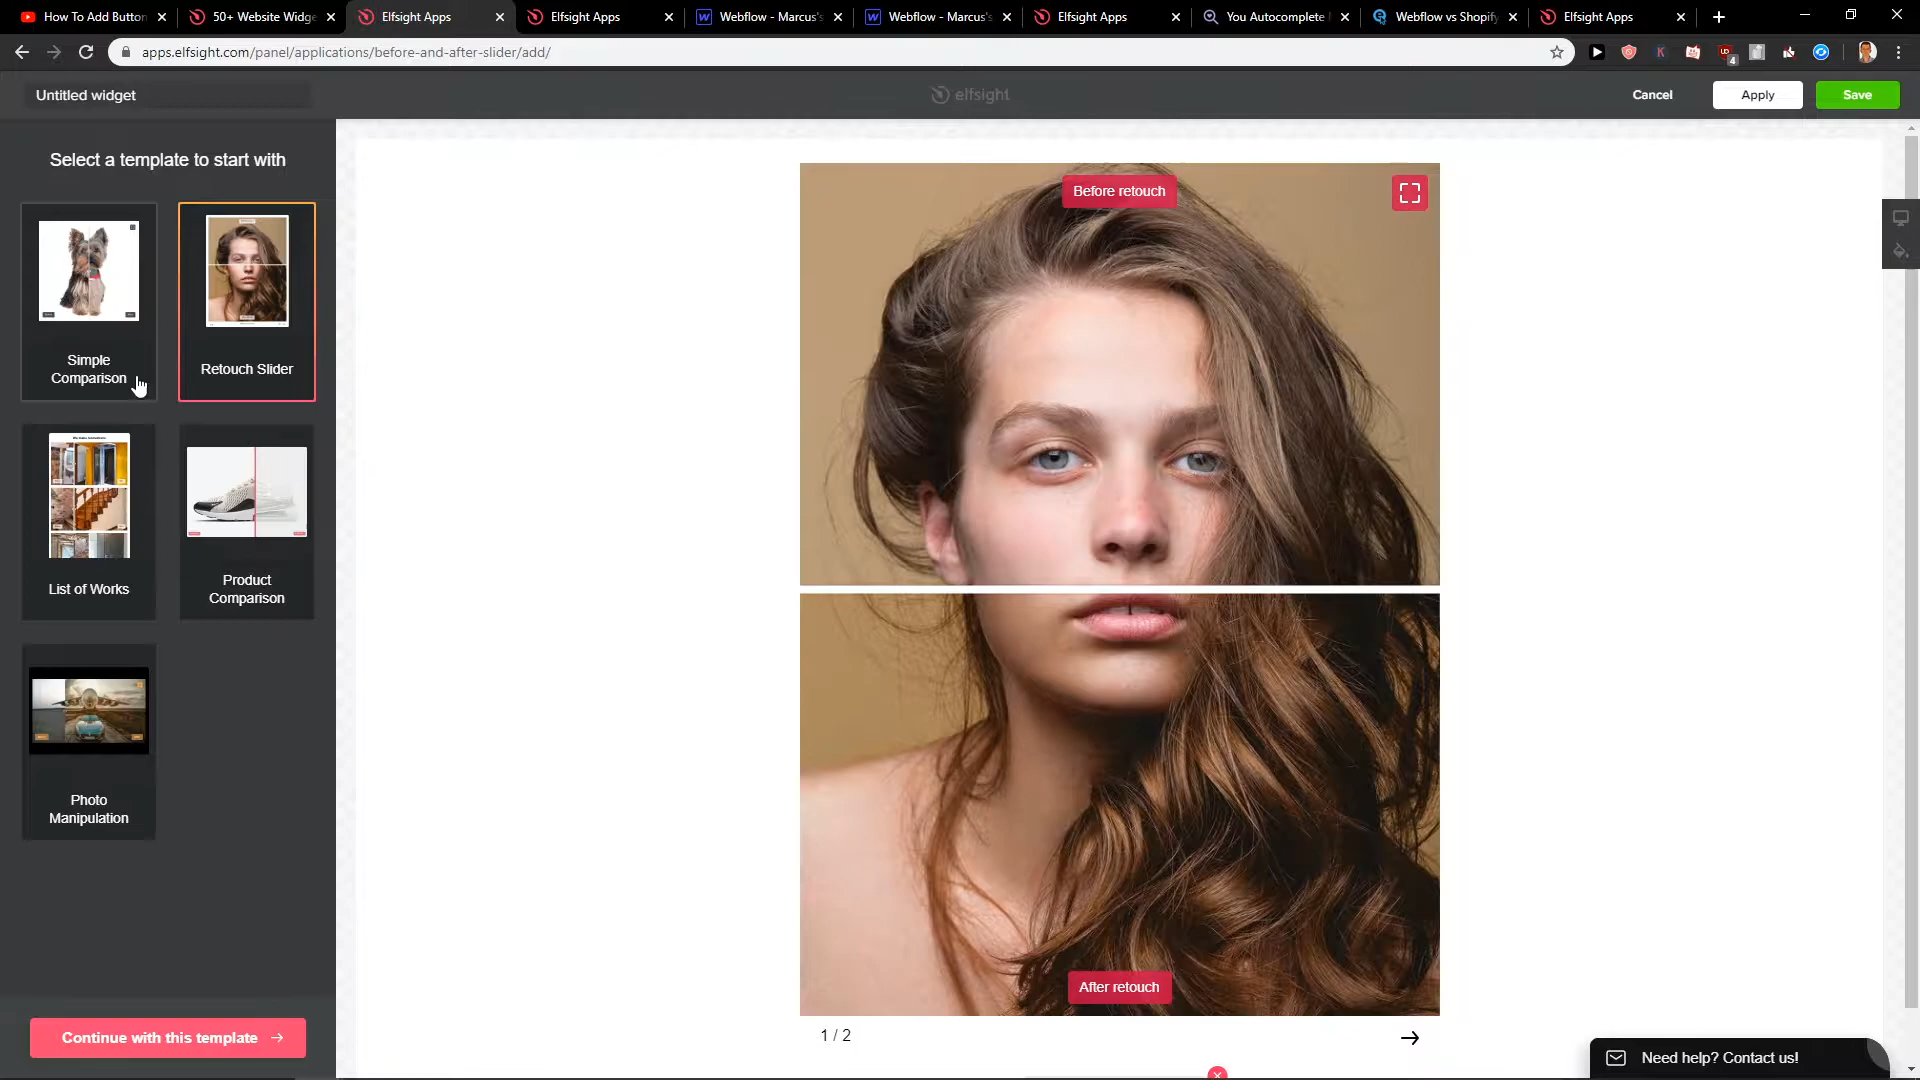 How To Add Button
50+ Website Widge
Elfsight Apps
Elfsight Apps
Webflow - Marcus's
Webflow - Marcus's
Elfsight Apps
You Autocomplete
Webflow vs Shopify
Elfsight Apps
apps.elfsight.com/panel/applications/before-and-after-slider/add/
4
Untitled widget
elfsight
Cancel
Apply
Save
Select a template to start with
Simple
Comparison
Retouch Slider
List of Works
Product
Comparison
Photo
Manipulation
Continue with this template →
Before retouch
After retouch
1 / 2
→
Need help? Contact us!